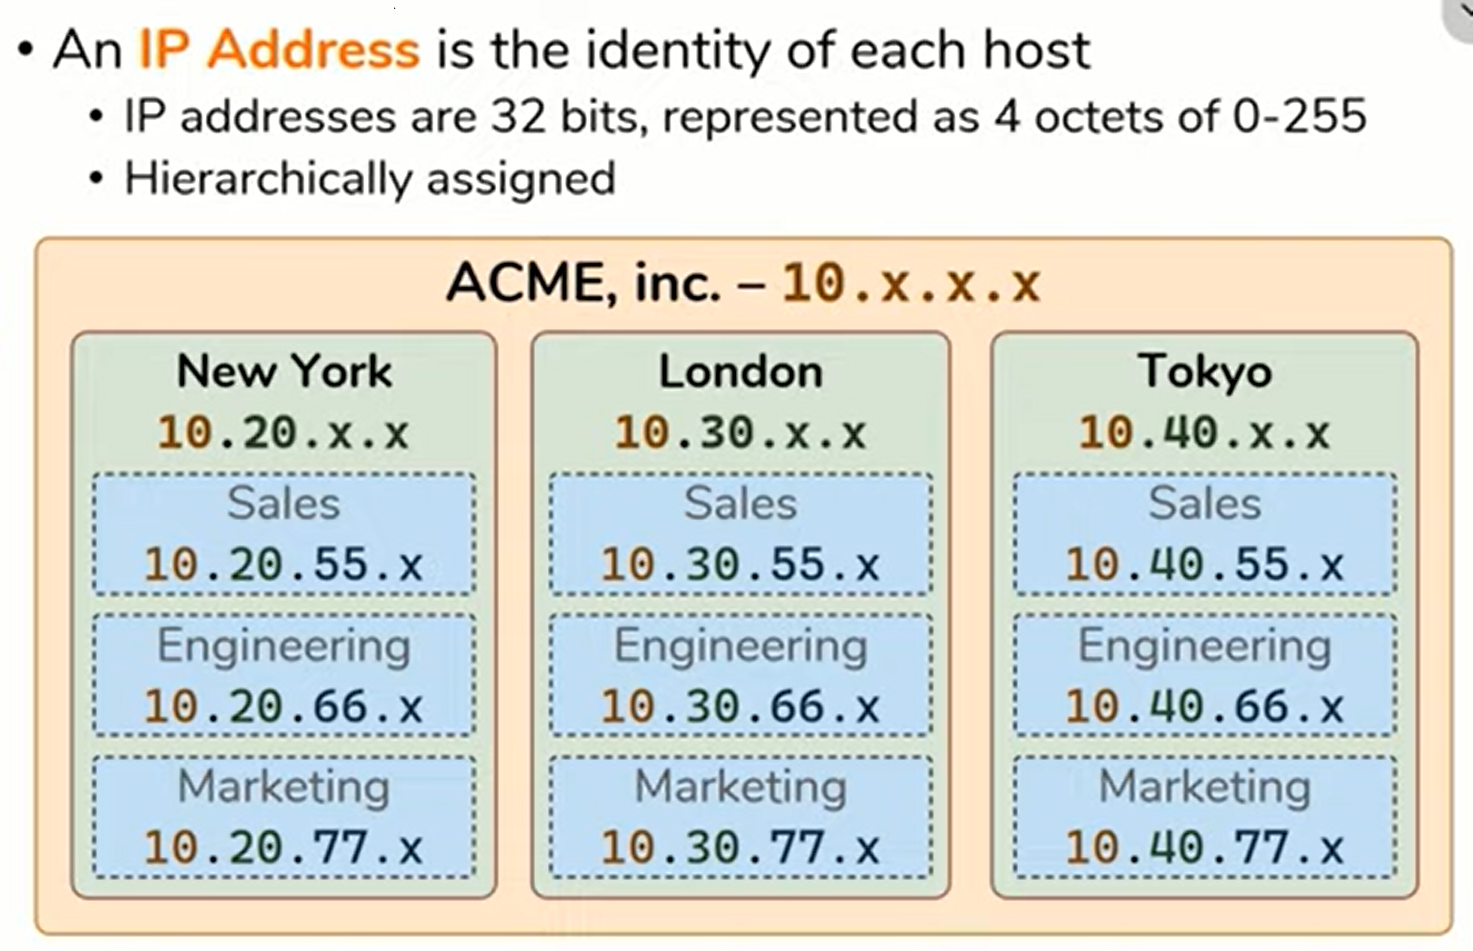 • An IP Address is the identity of each host
• IP addresses are 32 bits, represented as 4 octets of 0-255
• Hierarchically assigned
ACME, inc. – 10.x.x.x
New York
10.20.x.x
Sales
10.20.55.x
Engineering
10.20.66.x
Marketing
10.20.77.x
London
10.30.x.x
Sales
10.30.55.x
Engineering
10.30.66.x
Marketing
10.30.77.x
Tokyo
10.40.x.x
Sales
10.40.55.x
Engineering
10.40.66.x
Marketing
10.40.77.x